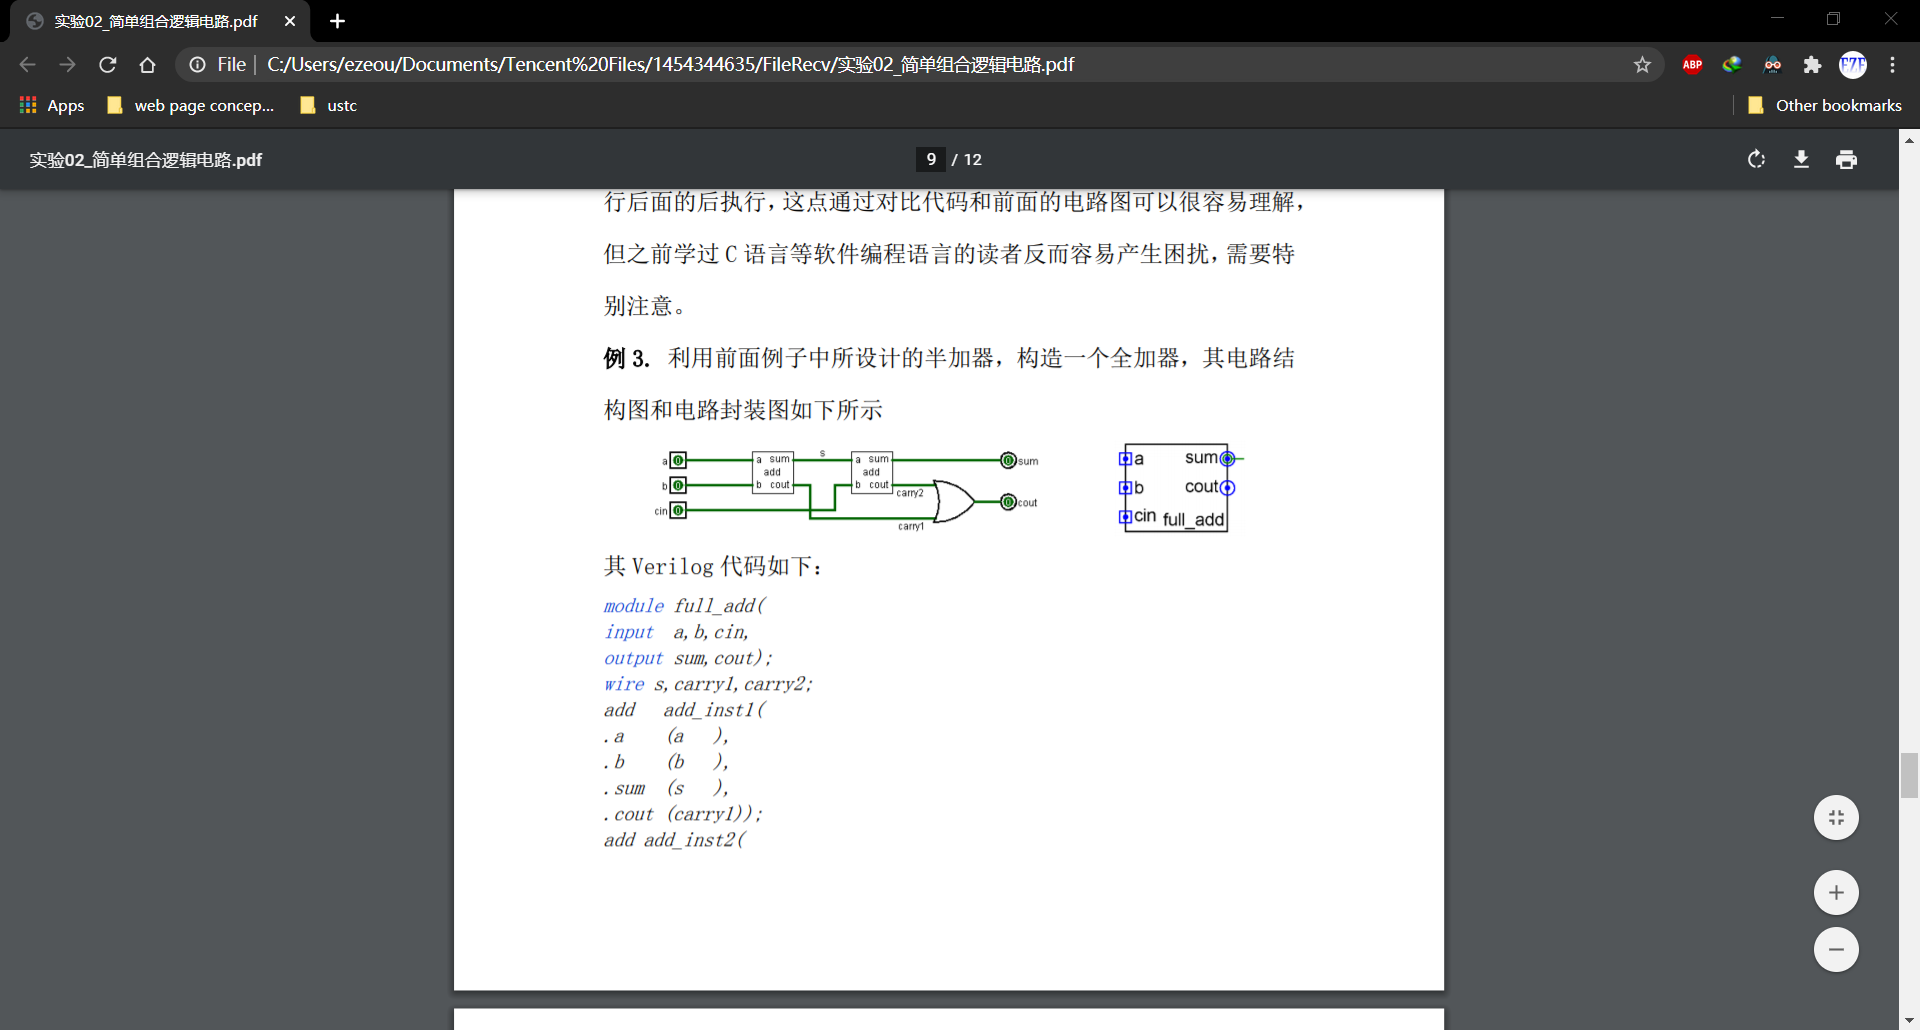 实验02_简单组合逻辑电路.pdf
File | C:/Users/ezeou/Documents/Tencent%20Files/1454344635/FileRecv/实验02_简单组合逻辑电路.pdf
ABP
EZE
Apps web page concep... ustc
Other bookmarks
实验02_简单组合逻辑电路.pdf
9 / 12
行后面的后执行，这点通过对比代码和前面的电路图可以很容易理解，
但之前学过 C 语言等软件编程语言的读者反而容易产生困扰，需要特
别注意。
例 3. 利用前面例子中所设计的半加器，构造一个全加器，其电路结
构图和电路封装图如下所示
a 0 a sum s a sum 0 sum
add add
b 0 b cout b cout carry2 0 cout
cin 0 carry1
a sum
b cout
cin full_add
其 Verilog 代码如下：
module full_add(
input a,b,cin,
output sum,cout);
wire s,carry1,carry2;
add add_inst1(
.a (a ),
.b (b ),
.sum (s ),
.cout (carry1));
add add_inst2(